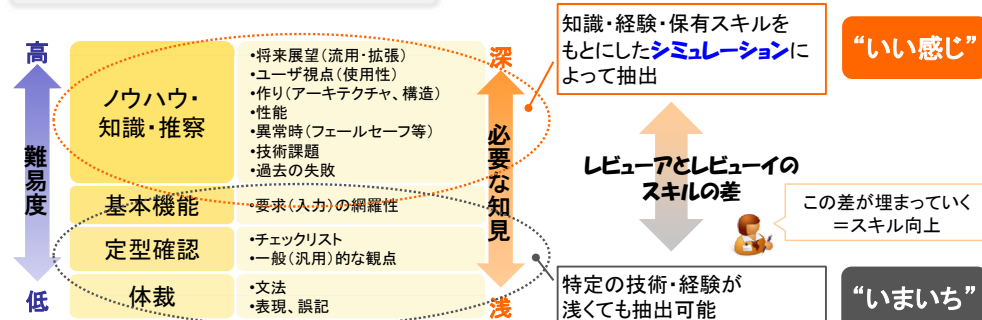 高
難易度
低
ノウハウ・
知識・推察
•将来展望（流用・拡張）
•ユーザ視点（使用性）
•作り（アーキテクチャ、構造）
•性能
•異常時（フェールセーフ等）
•技術課題
•過去の失敗
基本機能
•要求（入力）の網羅性
定型確認
•チェックリスト
•一般（汎用）的な観点
体裁
•文法
•表現、誤記
深
必要な知見
浅
知識・経験・保有スキルを
もとにしたシミュレーションに
よって抽出
“いい感じ”
レビューアとレビューイの
スキルの差
この差が埋まっていく
＝スキル向上
特定の技術・経験が
浅くても抽出可能
“いまいち”